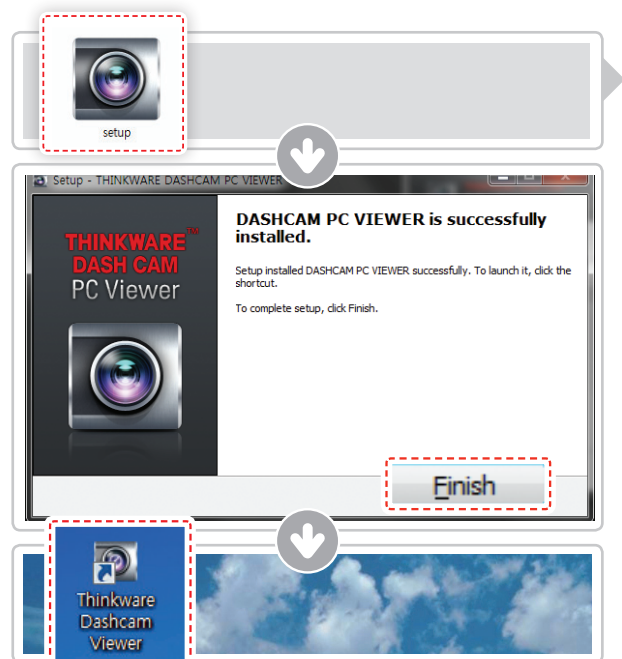 setup
Setup - THINKWARE DASHCAM PC VIEWER
THINKWARE™
DASH CAM
PC Viewer
DASHCAM PC VIEWER is successfully
installed.
Setup installed DASHCAM PC VIEWER successfully. To launch it, click the
shortcut.
To complete setup, click Finish.
Finish
Thinkware
Dashcam
Viewer